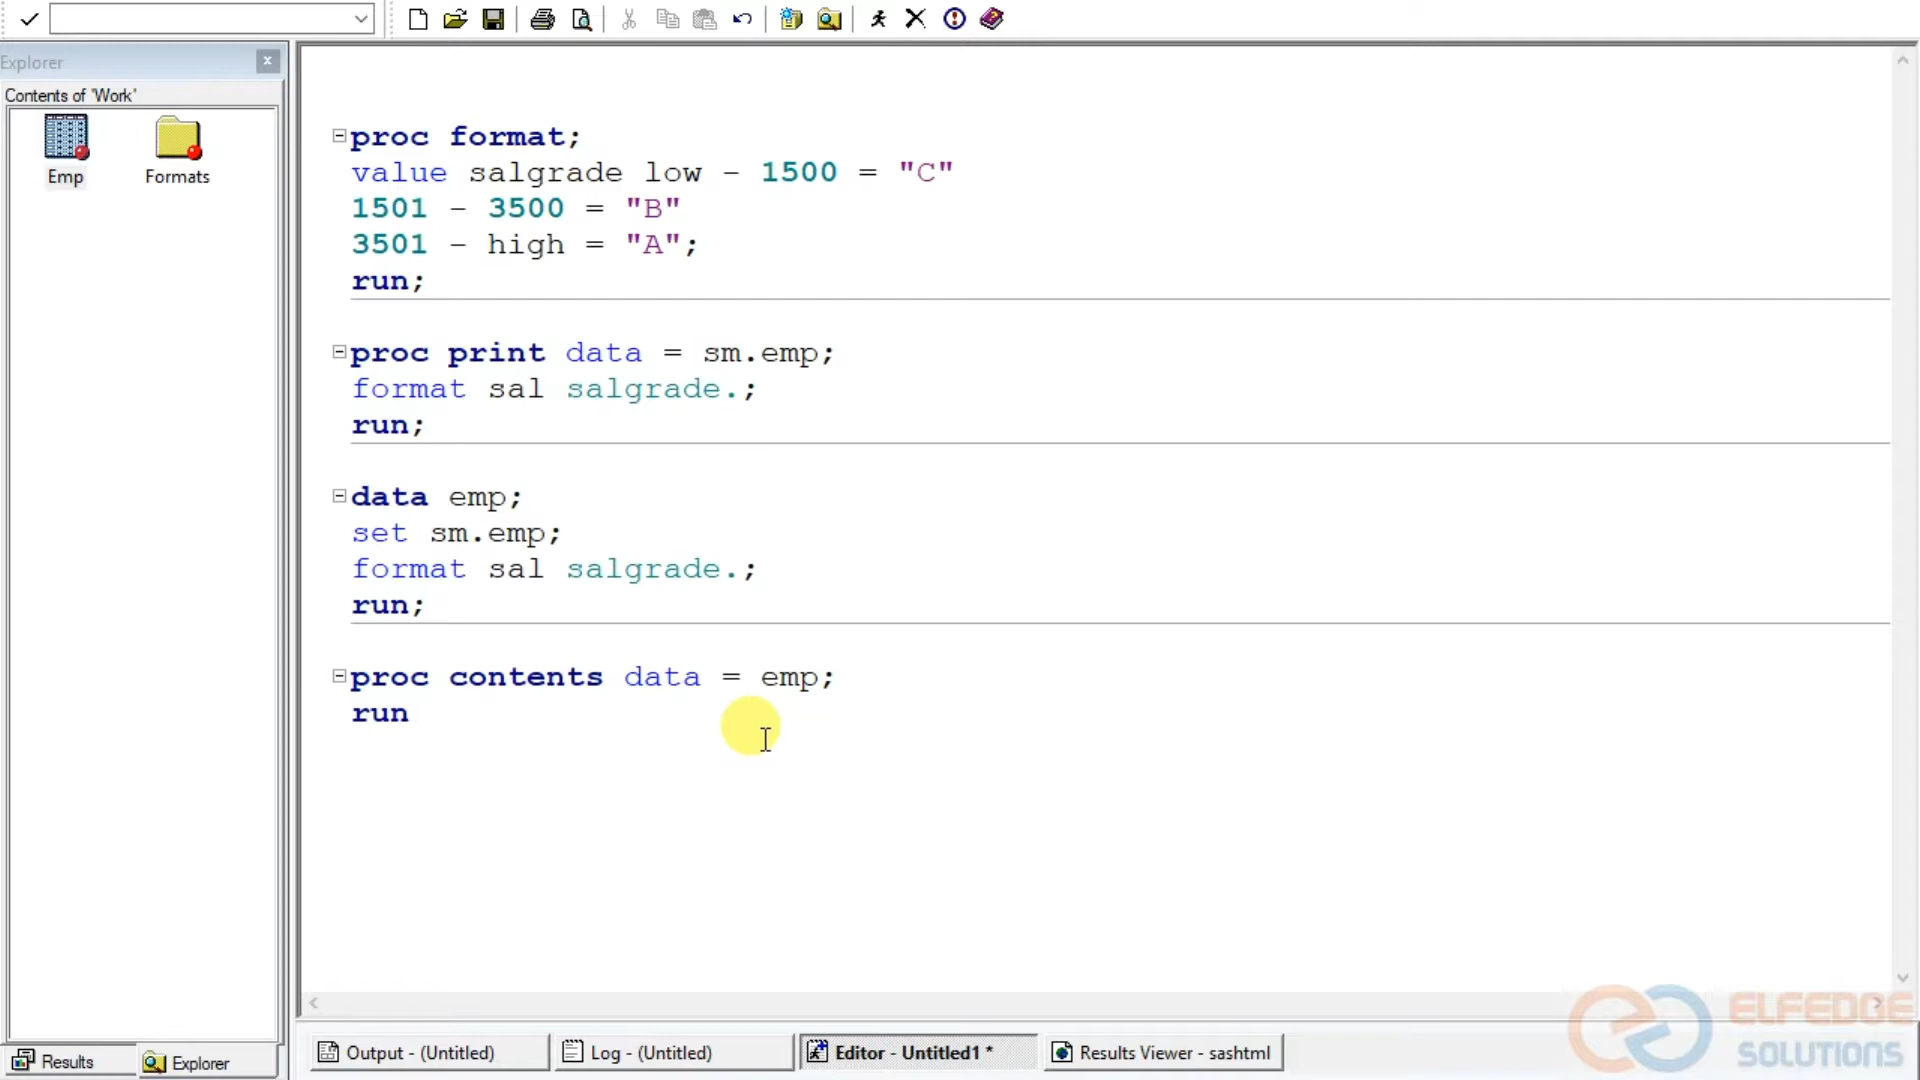 Explorer
Contents of 'Work'
Emp
Formats
proc format;
value salgrade low - 1500 = "C"
1501 - 3500 = "B"
3501 - high = "A";
run;
proc print data = sm.emp;
format sal salgrade.;
run;
data emp;
set sm.emp;
format sal salgrade.;
run;
proc contents data = emp;
run
Results
Explorer
Output - (Untitled)
Log - (Untitled)
Editor - Untitled1 *
Results Viewer - sashtml
ELFEDGE
SOLUTIONS